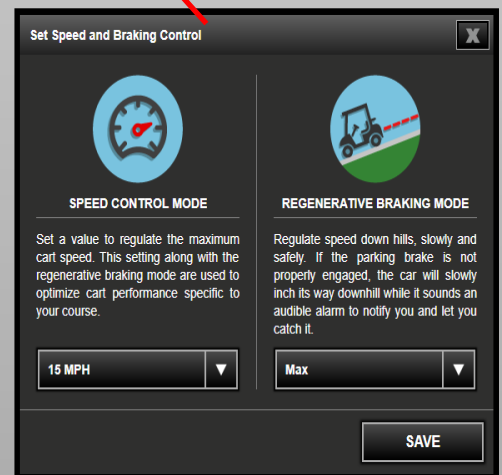 Set Speed and Braking Control
X
SPEED CONTROL MODE
Set a value to regulate the maximum
cart speed. This setting along with the
regenerative braking mode are used to
optimize cart performance specific to
your course.
15 MPH
REGENERATIVE BRAKING MODE
Regulate speed down hills, slowly and
safely. If the parking brake is not
properly engaged, the car will slowly
inch its way downhill while it sounds an
audible alarm to notify you and let you
catch it.
Max
SAVE